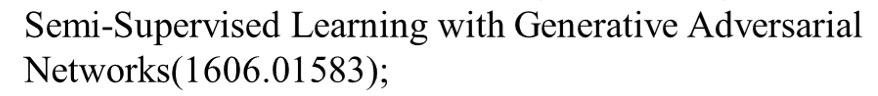 Semi-Supervised Learning with Generative Adversarial
Networks(1606.01583);